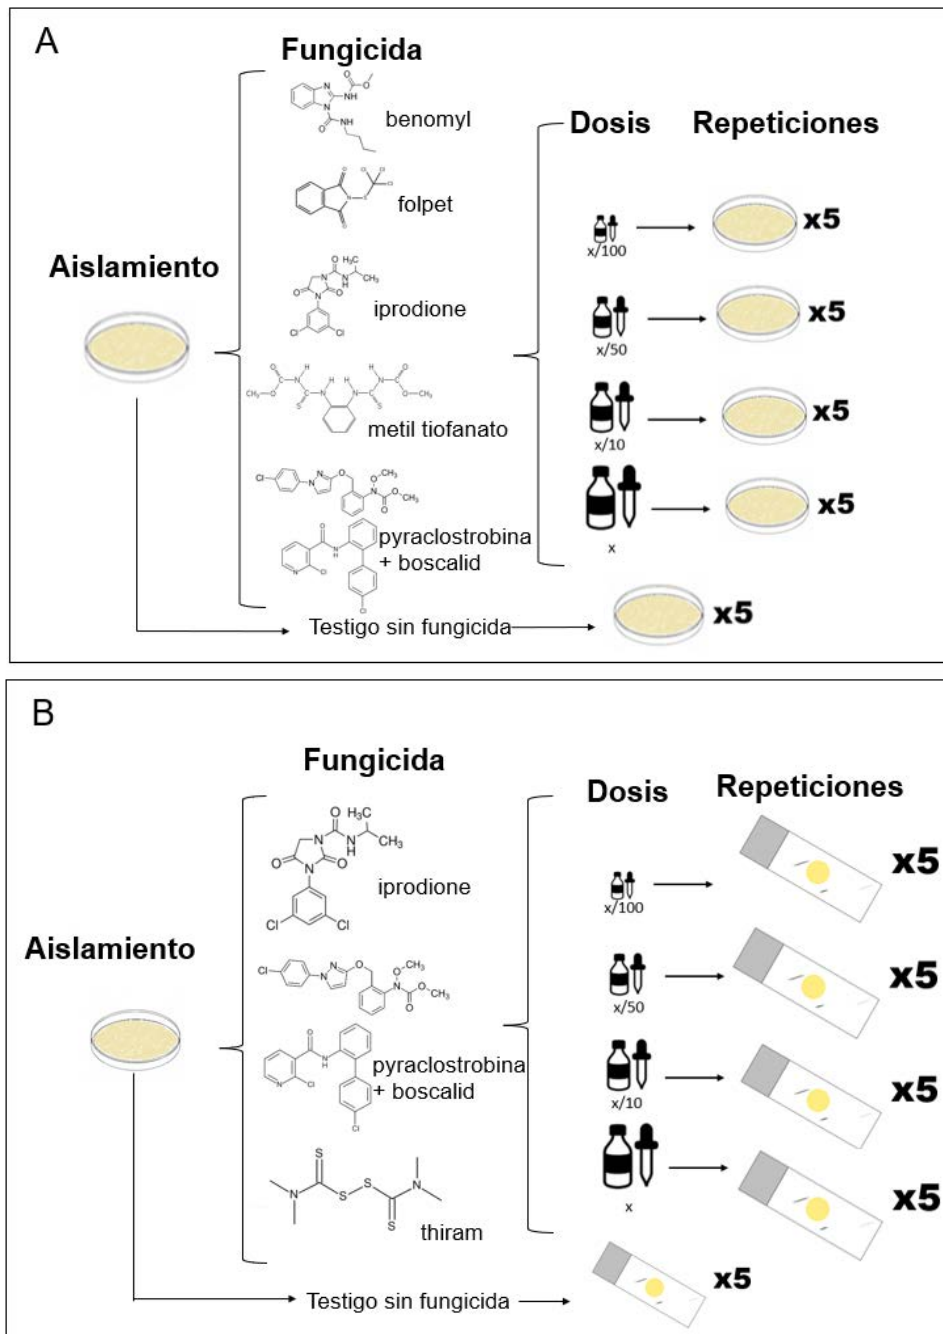 A
Fungicida
benomyl
folpet
iprodione
metil tiofanato
pyraclostrobina
+ boscalid
Aislamiento
Dosis
Repeticiones
x/100
x5
x/50
x5
x/10
x5
x
x5
Testigo sin fungicida
x5
B
Fungicida
iprodione
pyraclostrobina
+ boscalid
thiram
Aislamiento
Dosis
Repeticiones
x/100
x5
x/50
x5
x/10
x5
x
x5
Testigo sin fungicida
x5